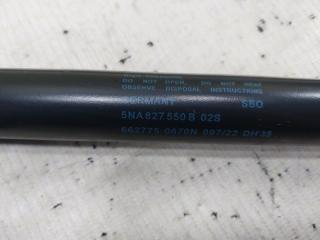 DO NOT OPEN. DO NOT HEAT
OBSERVE DISPOSAL INSTRUCTIONS
GERMANY SBO
5NA 827 550 B 02S
662775 0670N 097/22 DH35